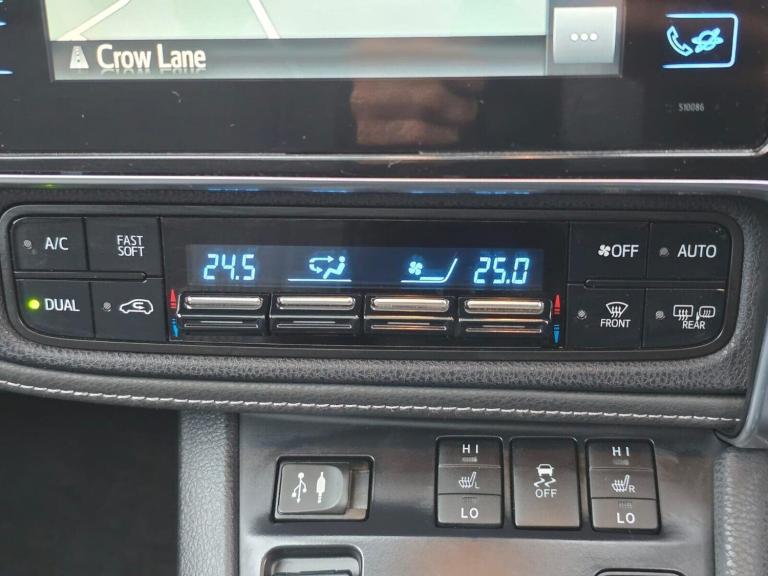 Crow Lane
S10086
A/C
FAST
SOFT
24.5
25.0
OFF
AUTO
DUAL
FRONT
REAR
HI
L
LO
OFF
HI
R
LO